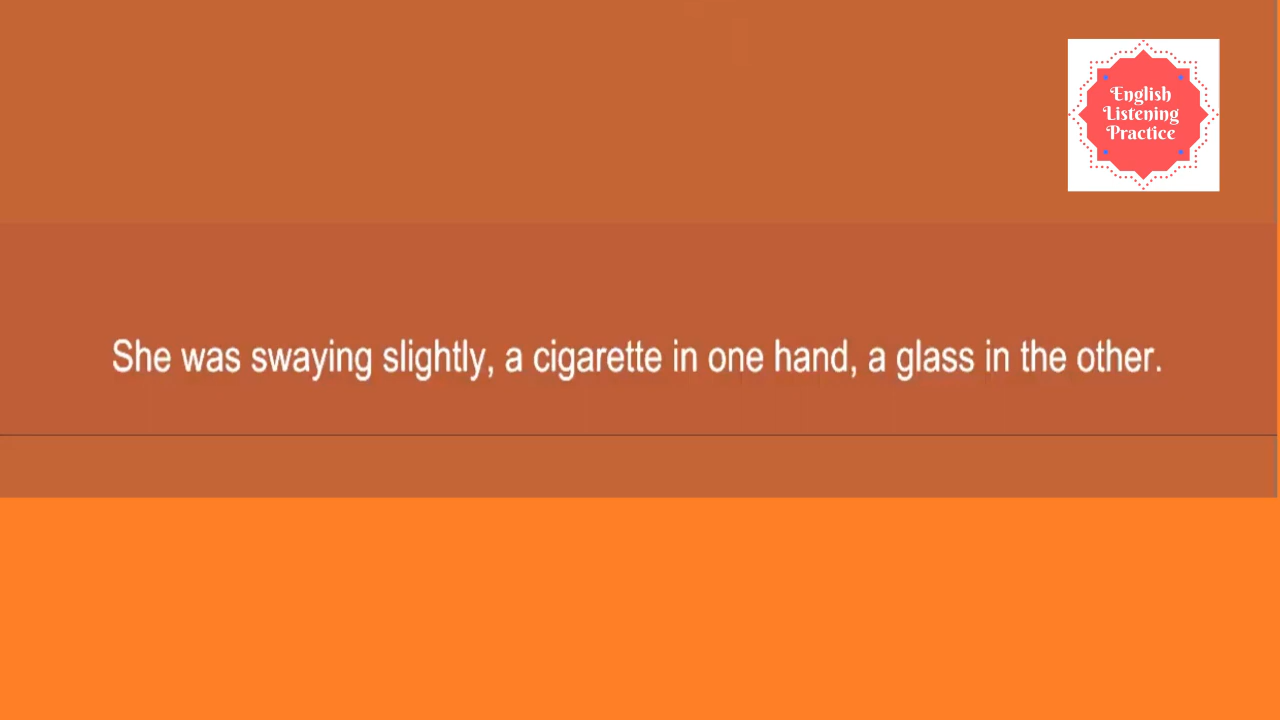 English
Listening
Practice
She was swaying slightly, a cigarette in one hand, a glass in the other.